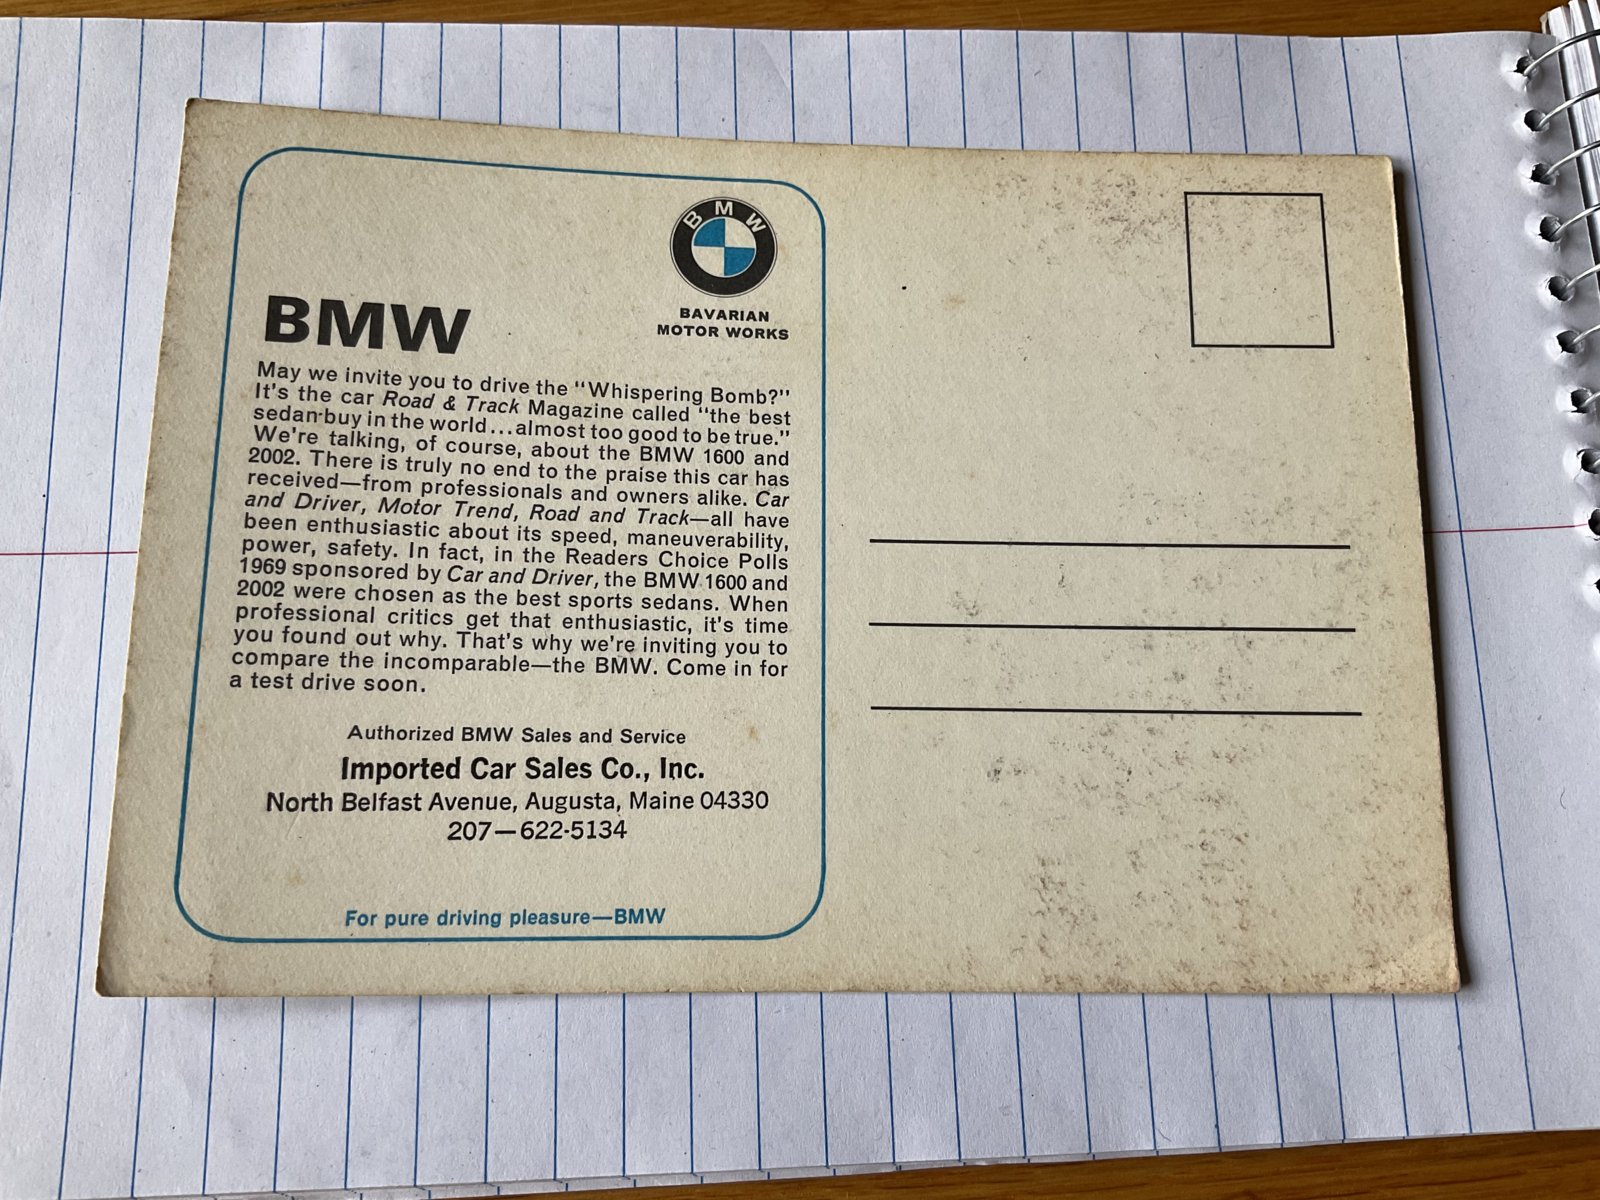 BMW
BAVARIAN
MOTOR WORKS
BMW
May we invite you to drive the "Whispering Bomb?"
It's the car Road & Track Magazine called "the best
sedan-buy in the world...almost too good to be true."
We're talking, of course, about the BMW 1600 and
2002. There is truly no end to the praise this car has
received—from professionals and owners alike. Car
and Driver, Motor Trend, Road and Track—all have
been enthusiastic about its speed, maneuverability,
power, safety. In fact, in the Readers Choice Polls
1969 sponsored by Car and Driver, the BMW 1600 and
2002 were chosen as the best sports sedans. When
professional critics get that enthusiastic, it's time
you found out why. That's why we're inviting you to
compare the incomparable—the BMW. Come in for
a test drive soon.
Authorized BMW Sales and Service
Imported Car Sales Co., Inc.
North Belfast Avenue, Augusta, Maine 04330
207—622-5134
For pure driving pleasure—BMW